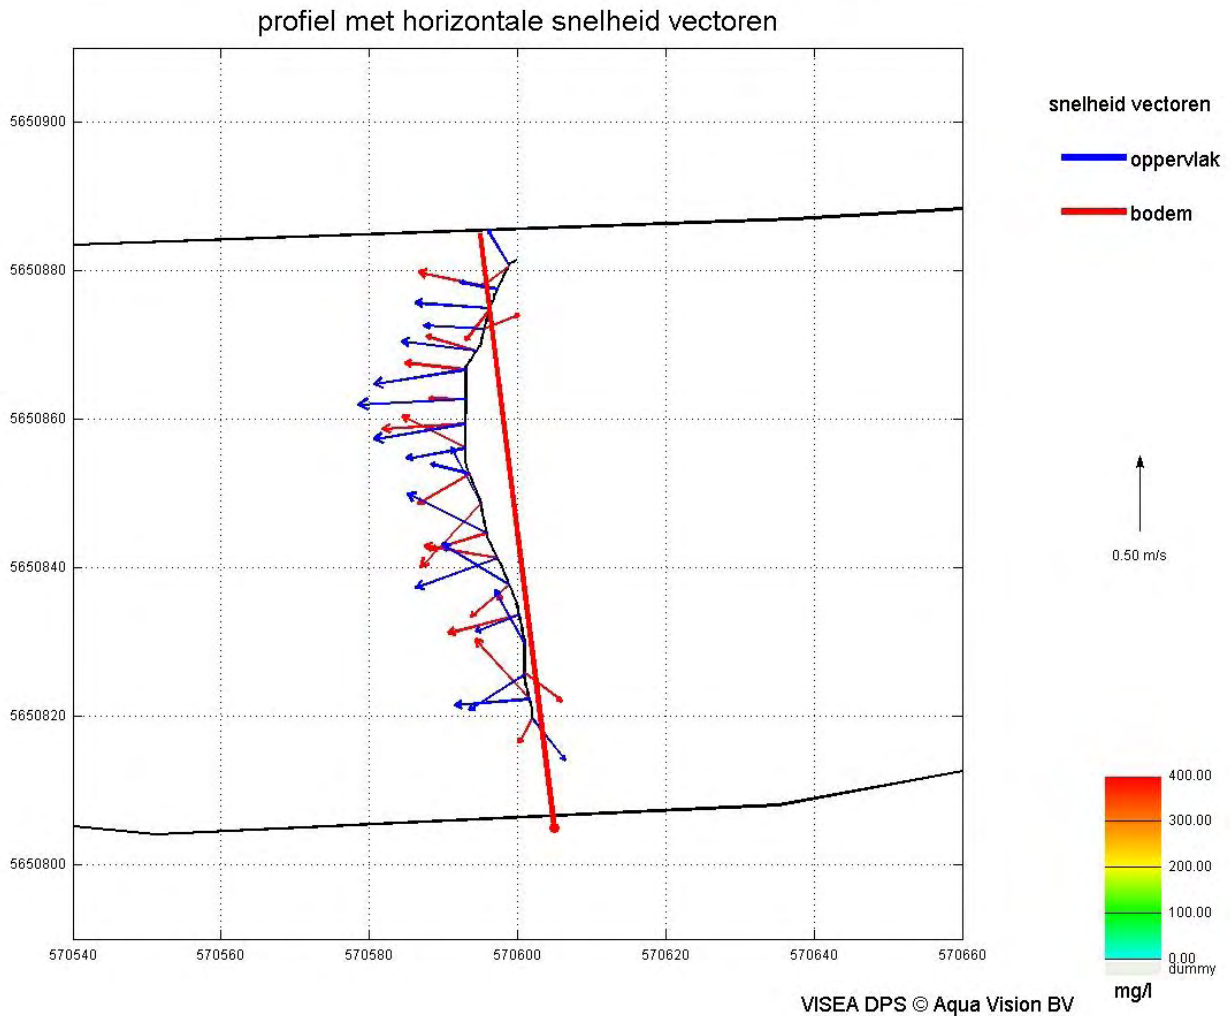 profiel met horizontale snelheid vectoren
snelheid vectoren
oppervlak
bodem
5650900
5650880
5650860
5650840
5650820
5650800
0.50 m/s
400.00
300.00
200.00
100.00
0.00
dummy
mg/l
570540 570560 570580 570600 570620 570640 570660
VISEA DPS © Aqua Vision BV